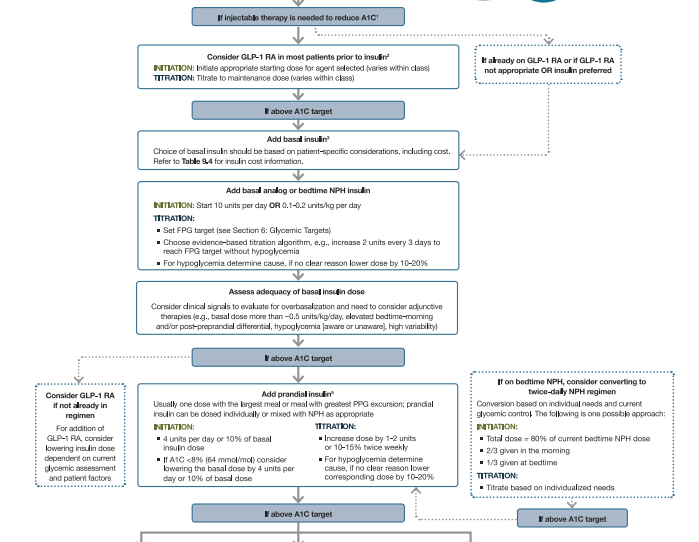 If injectable therapy is needed to reduce A1C¹
Consider GLP-1 RA in most patients prior to insulin²
INITIATION: Initiate appropriate starting dose for agent selected (varies within class)
TITRATION: Titrate to maintenance dose (varies within class)
If already on GLP-1 RA or if GLP-1 RA
not appropriate OR insulin preferred
If above A1C target
Add basal insulin³
Choice of basal insulin should be based on patient-specific considerations, including cost.
Refer to Table 9.4 for insulin cost information.
Add basal analog or bedtime NPH insulin
INITIATION: Start 10 units per day OR 0.1-0.2 units/kg per day
TITRATION:
▪ Set FPG target (see Section 6: Glycemic Targets)
▪ Choose evidence-based titration algorithm, e.g., increase 2 units every 3 days to
reach FPG target without hypoglycemia
▪ For hypoglycemia determine cause, if no clear reason lower dose by 10-20%
Assess adequacy of basal insulin dose
Consider clinical signals to evaluate for overbasalization and need to consider adjunctive
therapies (e.g., basal dose more than ~0.5 units/kg/day, elevated bedtime-morning
and/or post-preprandial differential, hypoglycemia [aware or unaware], high variability)
If above A1C target
Consider GLP-1 RA
if not already in
regimen
For addition of
GLP-1 RA, consider
lowering insulin dose
dependent on current
glycemic assessment
and patient factors
Add prandial insulin⁵
Usually one dose with the largest meal or meal with greatest PPG excursion; prandial
insulin can be dosed individually or mixed with NPH as appropriate
INITIATION:
▪ 4 units per day or 10% of basal
insulin dose
▪ If A1C <8% (64 mmol/mol) consider
lowering the basal dose by 4 units per
day or 10% of basal dose
TITRATION:
▪ Increase dose by 1-2 units
or 10-15% twice weekly
▪ For hypoglycemia determine
cause, if no clear reason lower
corresponding dose by 10-20%
If on bedtime NPH, consider converting to
twice-daily NPH regimen
Conversion based on individual needs and current
glycemic control. The following is one possible approach:
INITIATION:
▪ Total dose = 80% of current bedtime NPH dose
▪ 2/3 given in the morning
▪ 1/3 given at bedtime
TITRATION:
▪ Titrate based on individualized needs
If above A1C target
If above A1C target